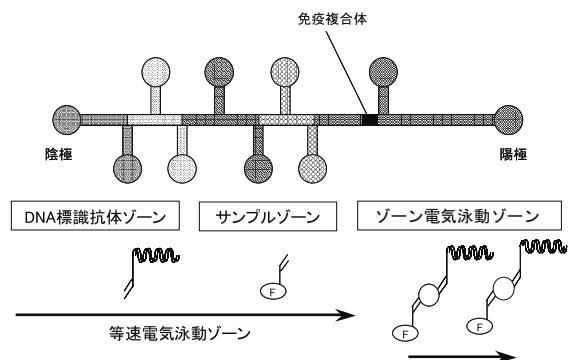 免疫複合体
陰極
陽極
DNA標識抗体ゾーン
サンプルゾーン
ゾーン電気泳動ゾーン
F
F
F
等速電気泳動ゾーン